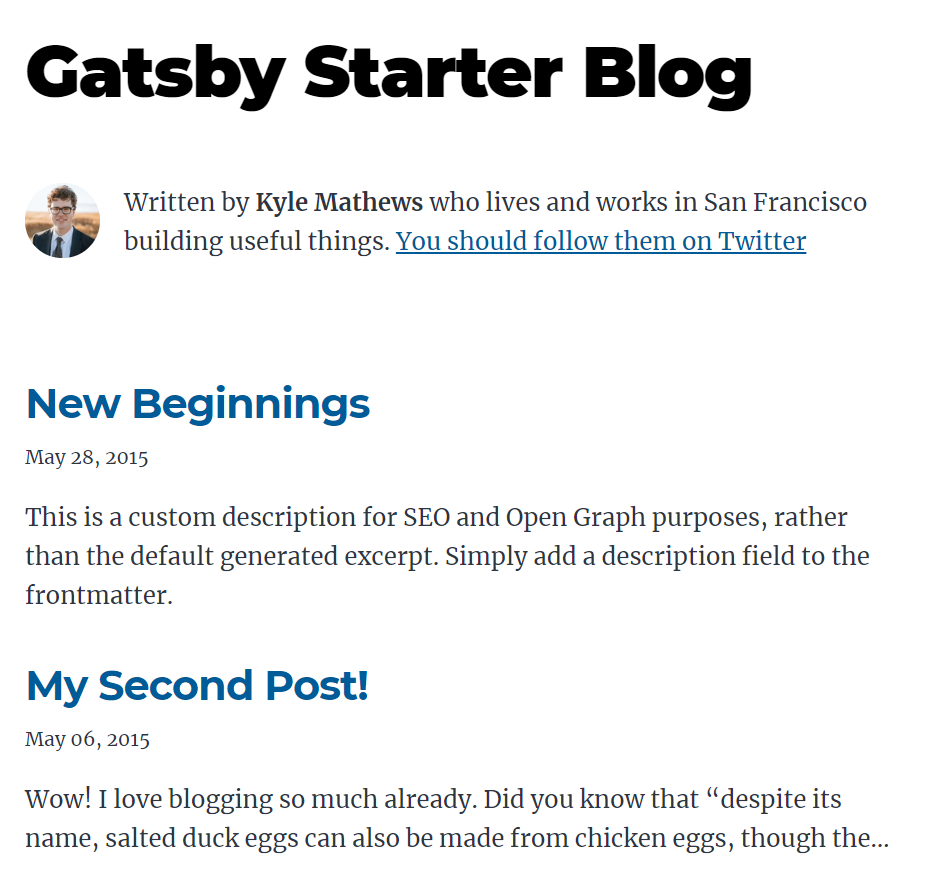 Gatsby Starter Blog
Written by Kyle Mathews who lives and works in San Francisco
building useful things. You should follow them on Twitter
New Beginnings
May 28, 2015
This is a custom description for SEO and Open Graph purposes, rather
than the default generated excerpt. Simply add a description field to the
frontmatter.
My Second Post!
May 06, 2015
Wow! I love blogging so much already. Did you know that “despite its
name, salted duck eggs can also be made from chicken eggs, though the…